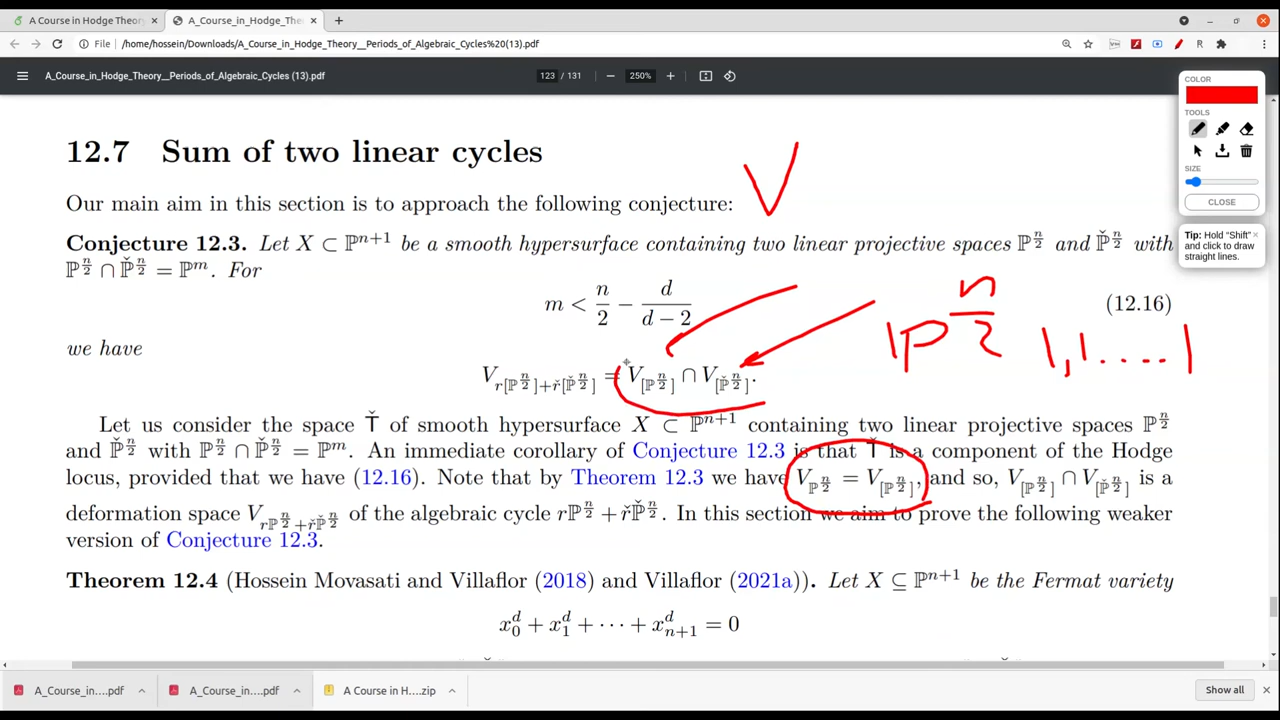 A Course in Hodge Theory
A_Course_in_Hodge_Theory__Pe
File /home/hossein/Downloads/A_Course_in_Hodge_Theory__Periods_of_Algebraic_Cycles%20(13).pdf
A_Course_in_Hodge_Theory__Periods_of_Algebraic_Cycles (13).pdf
123 / 131
250%
COLOR
TOOLS
SIZE
CLOSE
Tip: Hold "Shift"
and click to draw
straight lines.
12.7 Sum of two linear cycles
V
Our main aim in this section is to approach the following conjecture:
Conjecture 12.3. Let X ⊂ ℙ^{n+1} be a smooth hypersurface containing two linear projective spaces ℙ^{n/2} and ℙ̌^{n/2} with
ℙ^{n/2} ∩ ℙ̌^{n/2} = ℙ^m. For
m < n/2 − d/(d − 2) (12.16)
ℙ^{n/2} 1,1....1
we have
V_{r[ℙ^{n/2}]+ř[ℙ̌^{n/2}]} = V_{[ℙ^{n/2}]} ∩ V_{[ℙ̌^{n/2}]}.
Let us consider the space Ť of smooth hypersurface X ⊂ ℙ^{n+1} containing two linear projective spaces ℙ^{n/2}
and ℙ̌^{n/2} with ℙ^{n/2} ∩ ℙ̌^{n/2} = ℙ^m. An immediate corollary of Conjecture 12.3 is that Ť is a component of the Hodge
locus, provided that we have (12.16). Note that by Theorem 12.3 we have V_{ℙ^{n/2}} = V_{[ℙ^{n/2}]}, and so, V_{[ℙ^{n/2}]} ∩ V_{[ℙ̌^{n/2}]} is a
deformation space V_{rℙ^{n/2}+řℙ̌^{n/2}} of the algebraic cycle rℙ^{n/2} + řℙ̌^{n/2}. In this section we aim to prove the following weaker
version of Conjecture 12.3.
Theorem 12.4 (Hossein Movasati and Villaflor (2018) and Villaflor (2021a)). Let X ⊆ ℙ^{n+1} be the Fermat variety
x_0^d + x_1^d + ··· + x_{n+1}^d = 0
A_Course_in_....pdf
A_Course_in_....pdf
A Course in H....zip
Show all